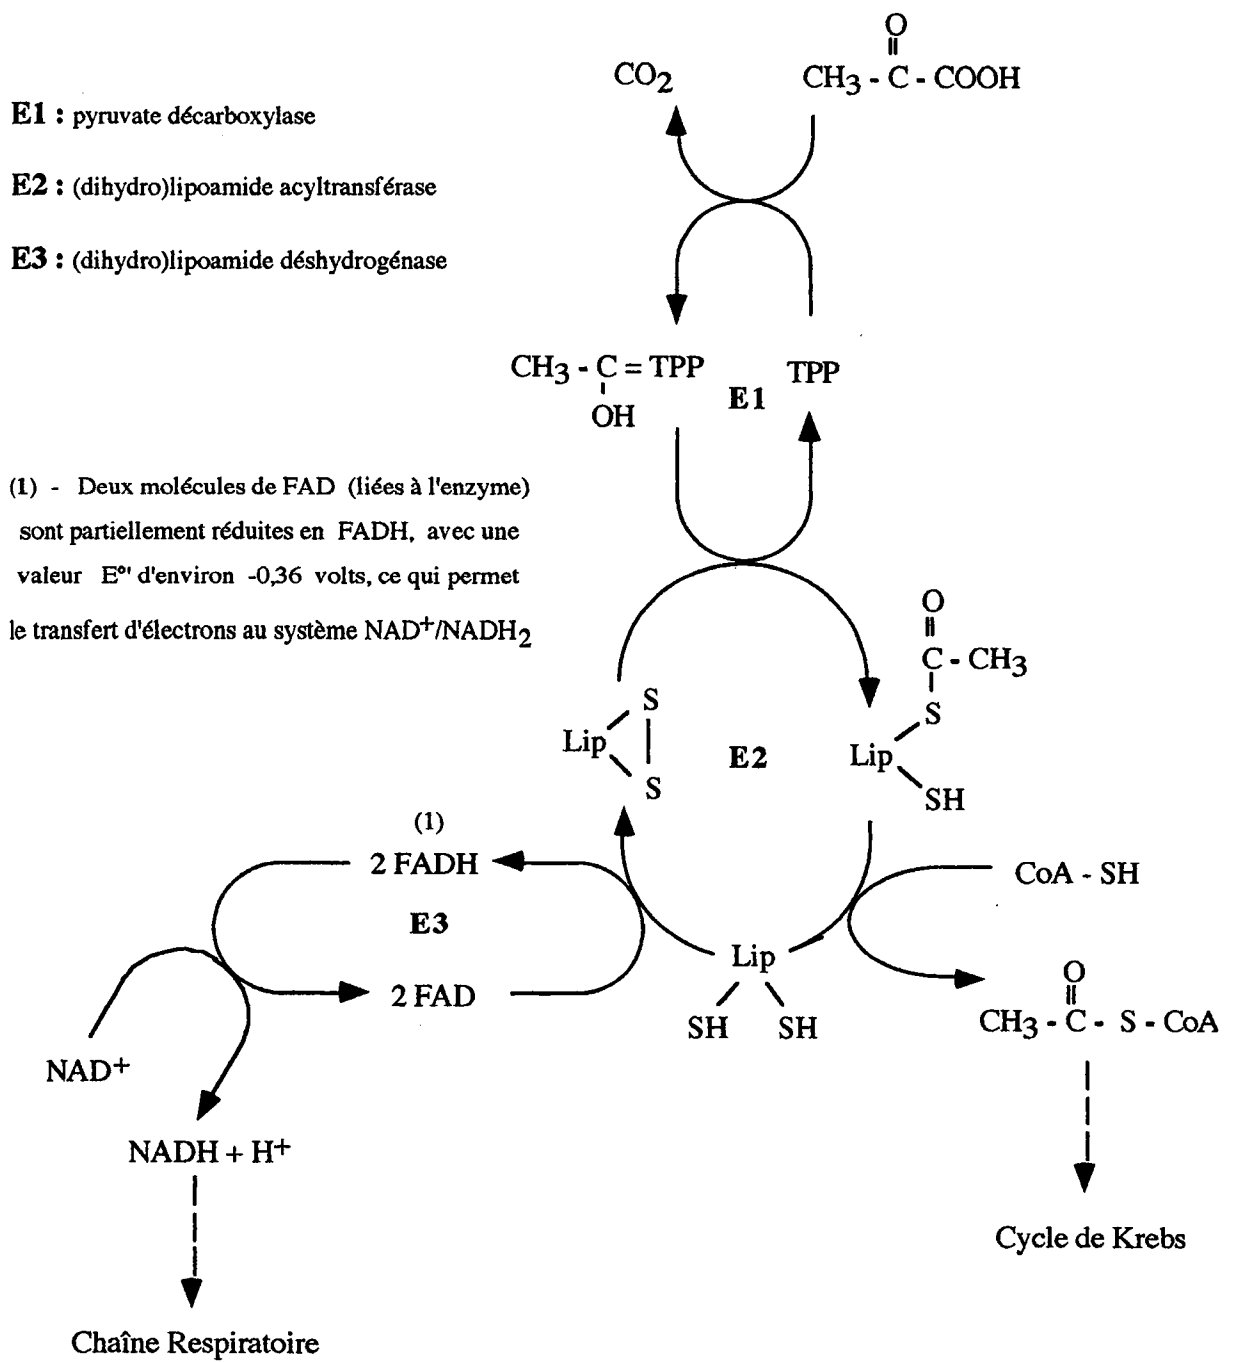 O
CO2
CH3 - C - COOH
E1 : pyruvate décarboxylase
E2 : (dihydro)lipoamide acyltransférase
E3 : (dihydro)lipoamide déshydrogénase
CH3 - C = TPP
OH
E1
TPP
(1) - Deux molécules de FAD (liées à l'enzyme)
sont partiellement réduites en FADH, avec une
valeur E°' d'environ -0,36 volts, ce qui permet
le transfert d'électrons au système NAD+/NADH2
O
C - CH3
S
Lip
SH
S
Lip
S
E2
(1)
2 FADH
E3
2 FAD
CoA - SH
Lip
SH SH
O
CH3 - C - S - CoA
NAD+
NADH + H+
Cycle de Krebs
Chaîne Respiratoire